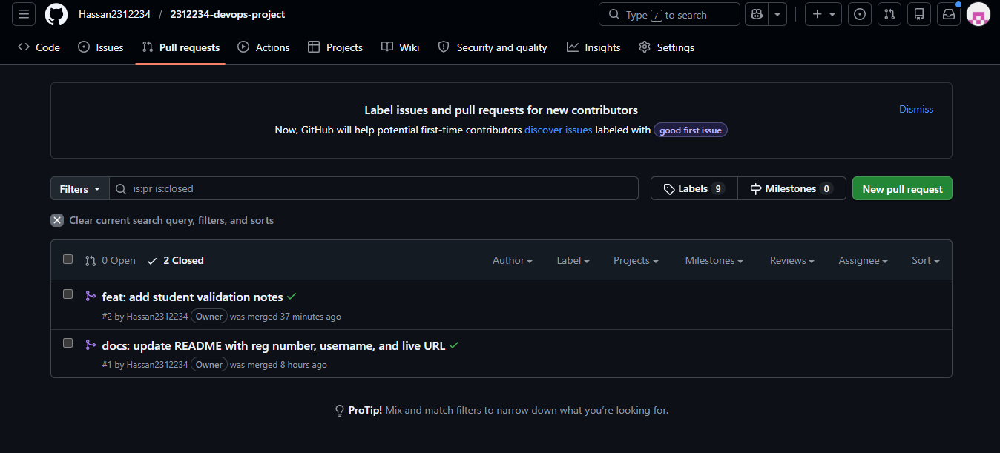 Hassan2312234 / 2312234-devops-project Type / to search
Code Issues Pull requests Actions Projects Wiki Security and quality Insights Settings
Label issues and pull requests for new contributors
Dismiss
Now, GitHub will help potential first-time contributors discover issues labeled with good first issue
Filters is:pr is:closed Labels 9 Milestones 0 New pull request
Clear current search query, filters, and sorts
0 Open 2 Closed Author Label Projects Milestones Reviews Assignee Sort
feat: add student validation notes
#2 by Hassan2312234 Owner was merged 37 minutes ago
docs: update README with reg number, username, and live URL
#1 by Hassan2312234 Owner was merged 8 hours ago
ProTip! Mix and match filters to narrow down what you’re looking for.